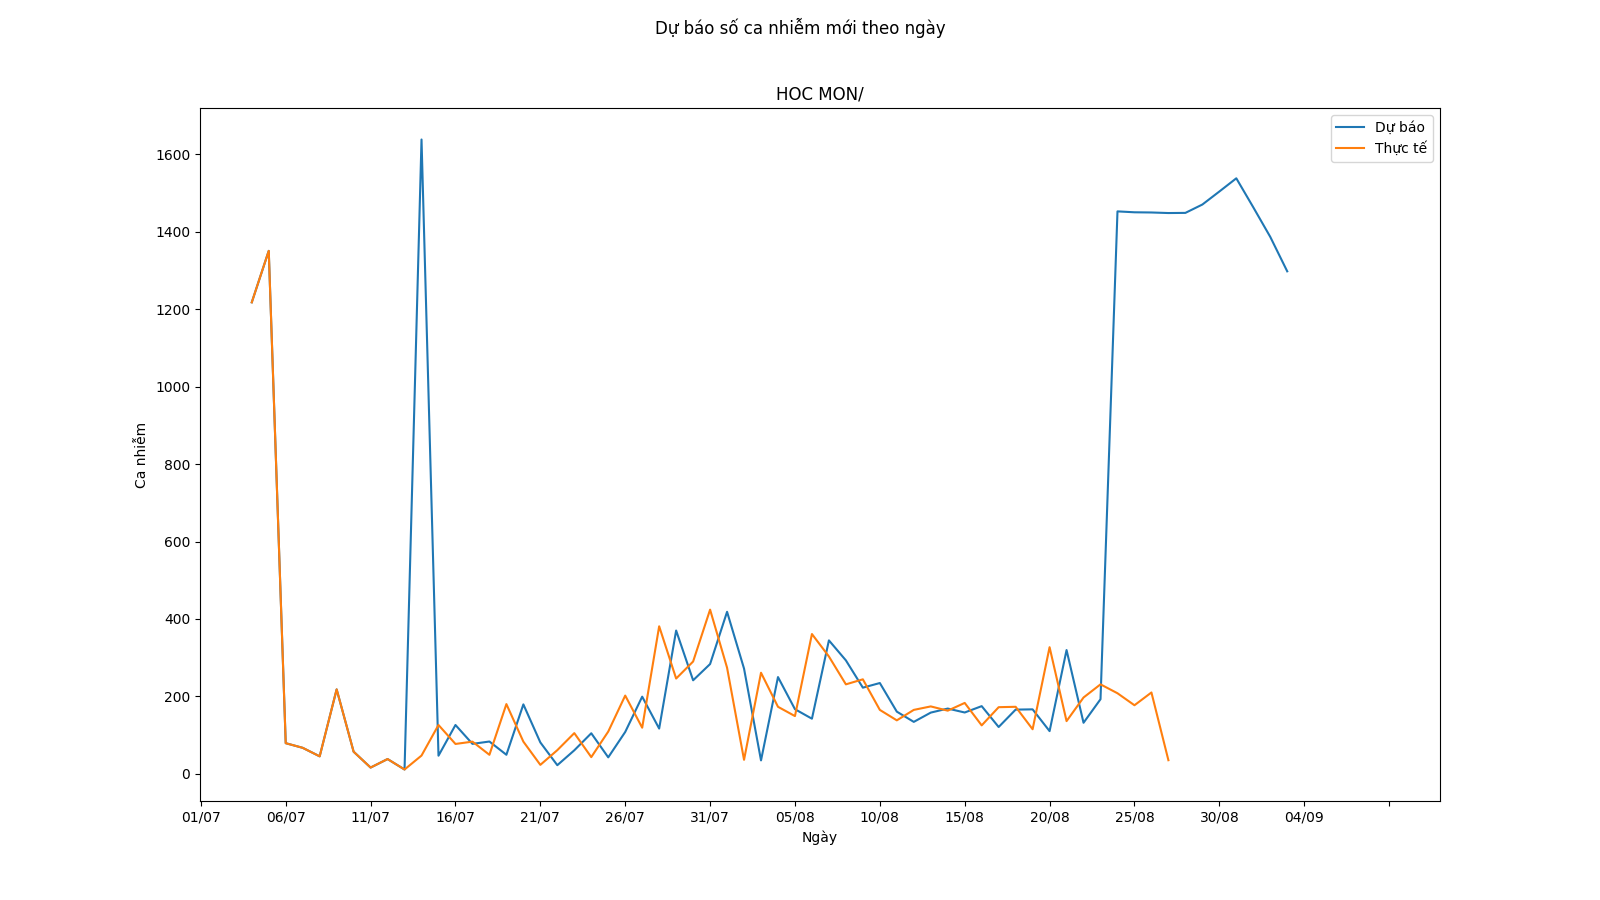 Dự báo số ca nhiễm mới theo ngày
HOC MON/
Dự báo
Thực tế
1600
1400
1200
1000
800
600
400
200
0
Ca nhiễm
01/07 06/07 11/07 16/07 21/07 26/07 31/07 05/08 10/08 15/08 20/08 25/08 30/08 04/09
Ngày